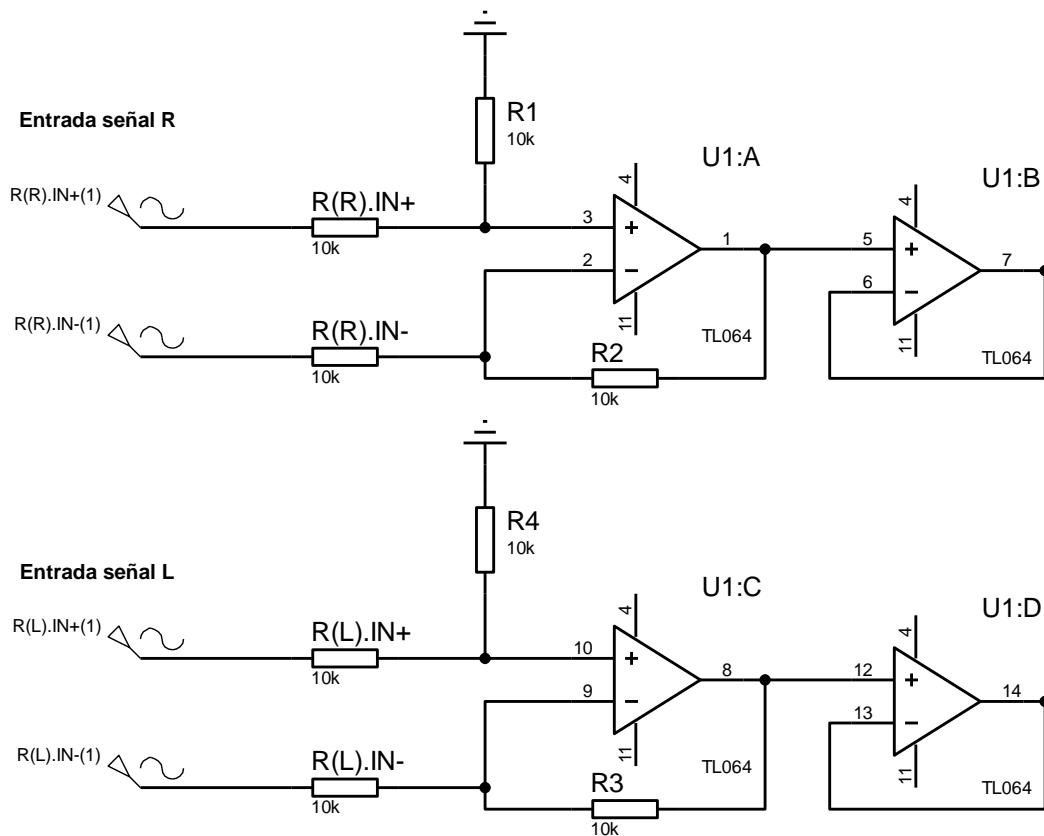 R1
10k
Entrada señal R
U1:A
U1:B
R(R).IN+(1)
R(R).IN+
10k
3
2
4
11
1
TL064
5
6
4
11
7
TL064
R(R).IN-(1)
R(R).IN-
10k
R2
10k
R4
10k
Entrada señal L
U1:C
U1:D
R(L).IN+(1)
R(L).IN+
10k
10
9
4
11
8
TL064
12
13
4
11
14
TL064
R(L).IN-(1)
R(L).IN-
10k
R3
10k